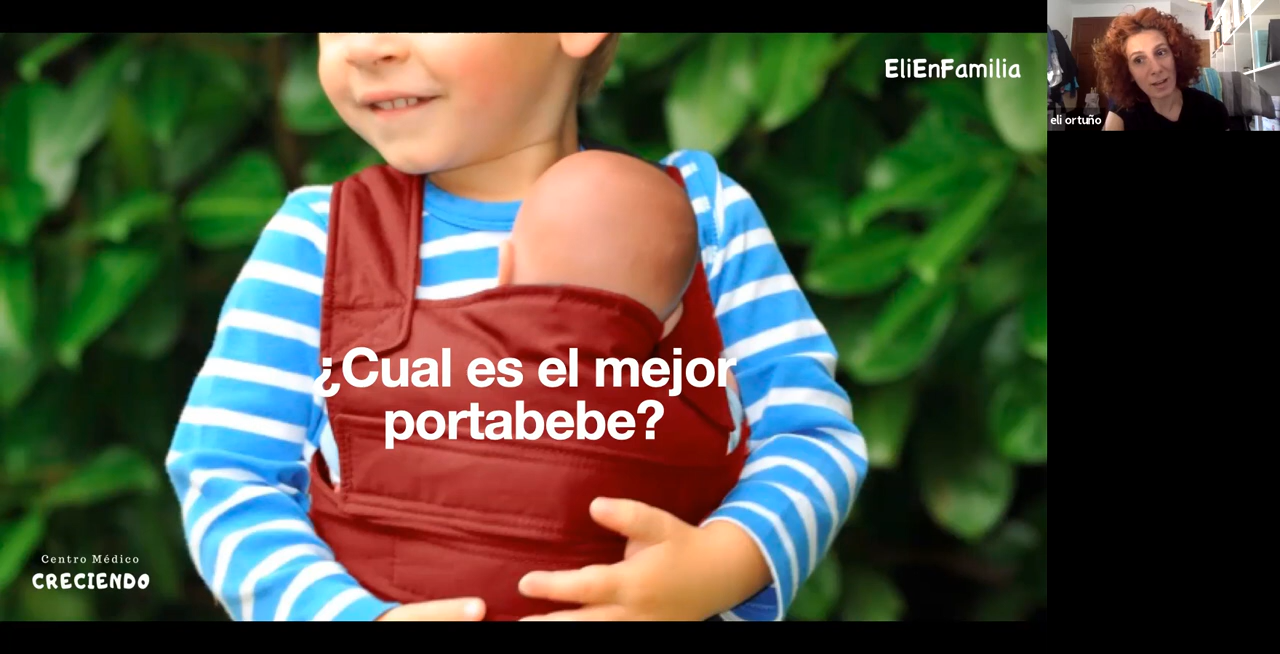 EliEnFamilia
eli ortuño
¿Cual es el mejor
portabebe?
Centro Médico
CRECIENDO